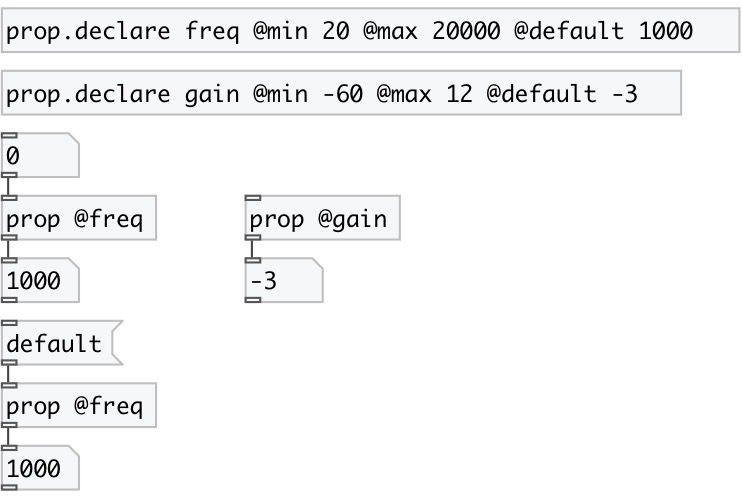 prop.declare freq @min 20 @max 20000 @default 1000
prop.declare gain @min -60 @max 12 @default -3
0
prop @freq
prop @gain
1000
-3
default
prop @freq
1000